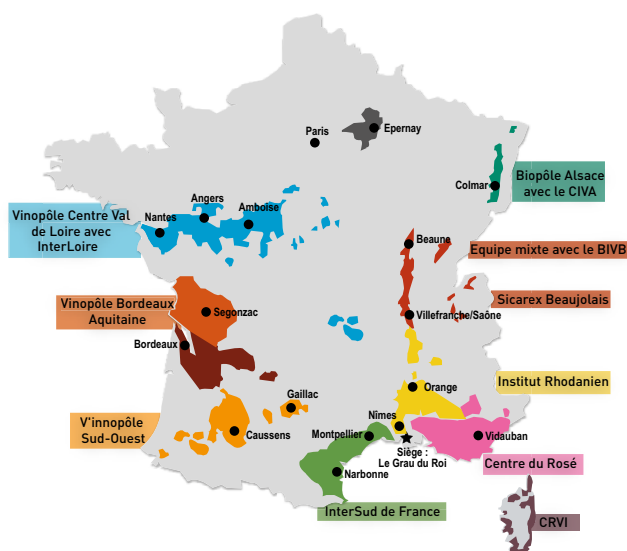 Paris
Epernay
Biopôle Alsace
avec le CIVA
Colmar
Angers
Amboise
Nantes
Vinopôle Centre Val
de Loire avec
InterLoire
Beaune
Equipe mixte avec le BIVB
Sicarex Beaujolais
Vinopôle Bordeaux
Aquitaine
Segonzac
Villefranche/Saône
Bordeaux
Institut Rhodanien
Orange
Gaillac
V'innopôle
Sud-Ouest
Caussens
Nîmes
Montpellier
Vidauban
Siège :
Le Grau du Roi
Centre du Rosé
Narbonne
InterSud de France
CRVI